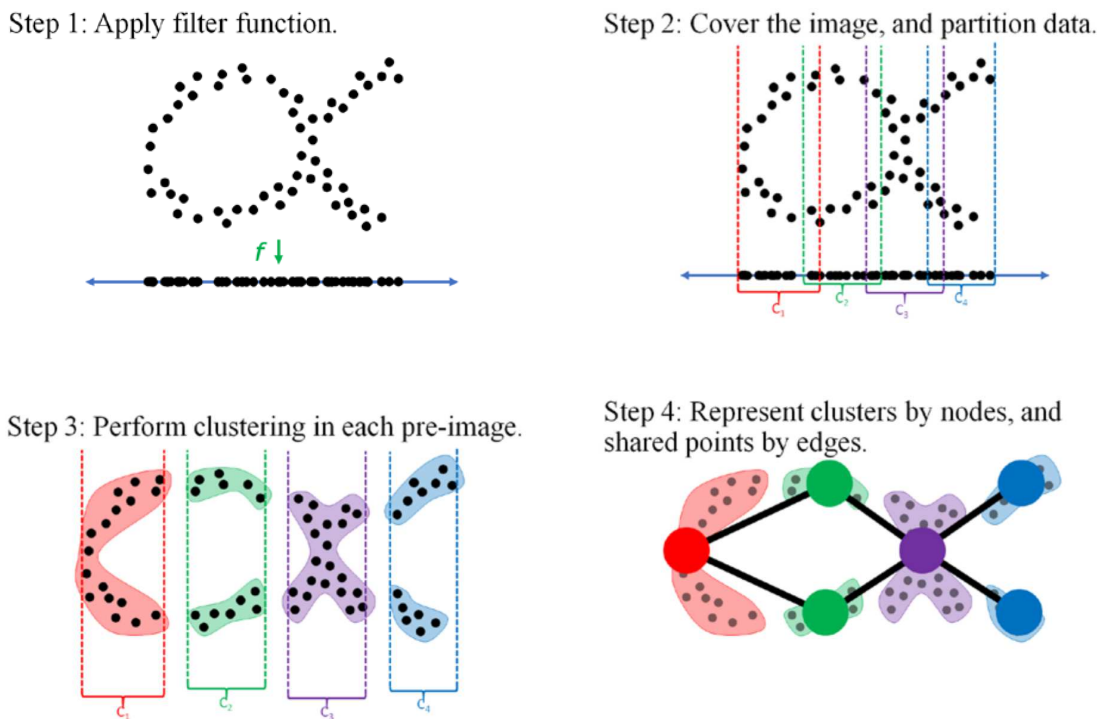 Step 1: Apply filter function.
f
Step 2: Cover the image, and partition data.
C1
C2
C3
C4
Step 3: Perform clustering in each pre-image.
C1
C2
C3
C4
Step 4: Represent clusters by nodes, and
shared points by edges.